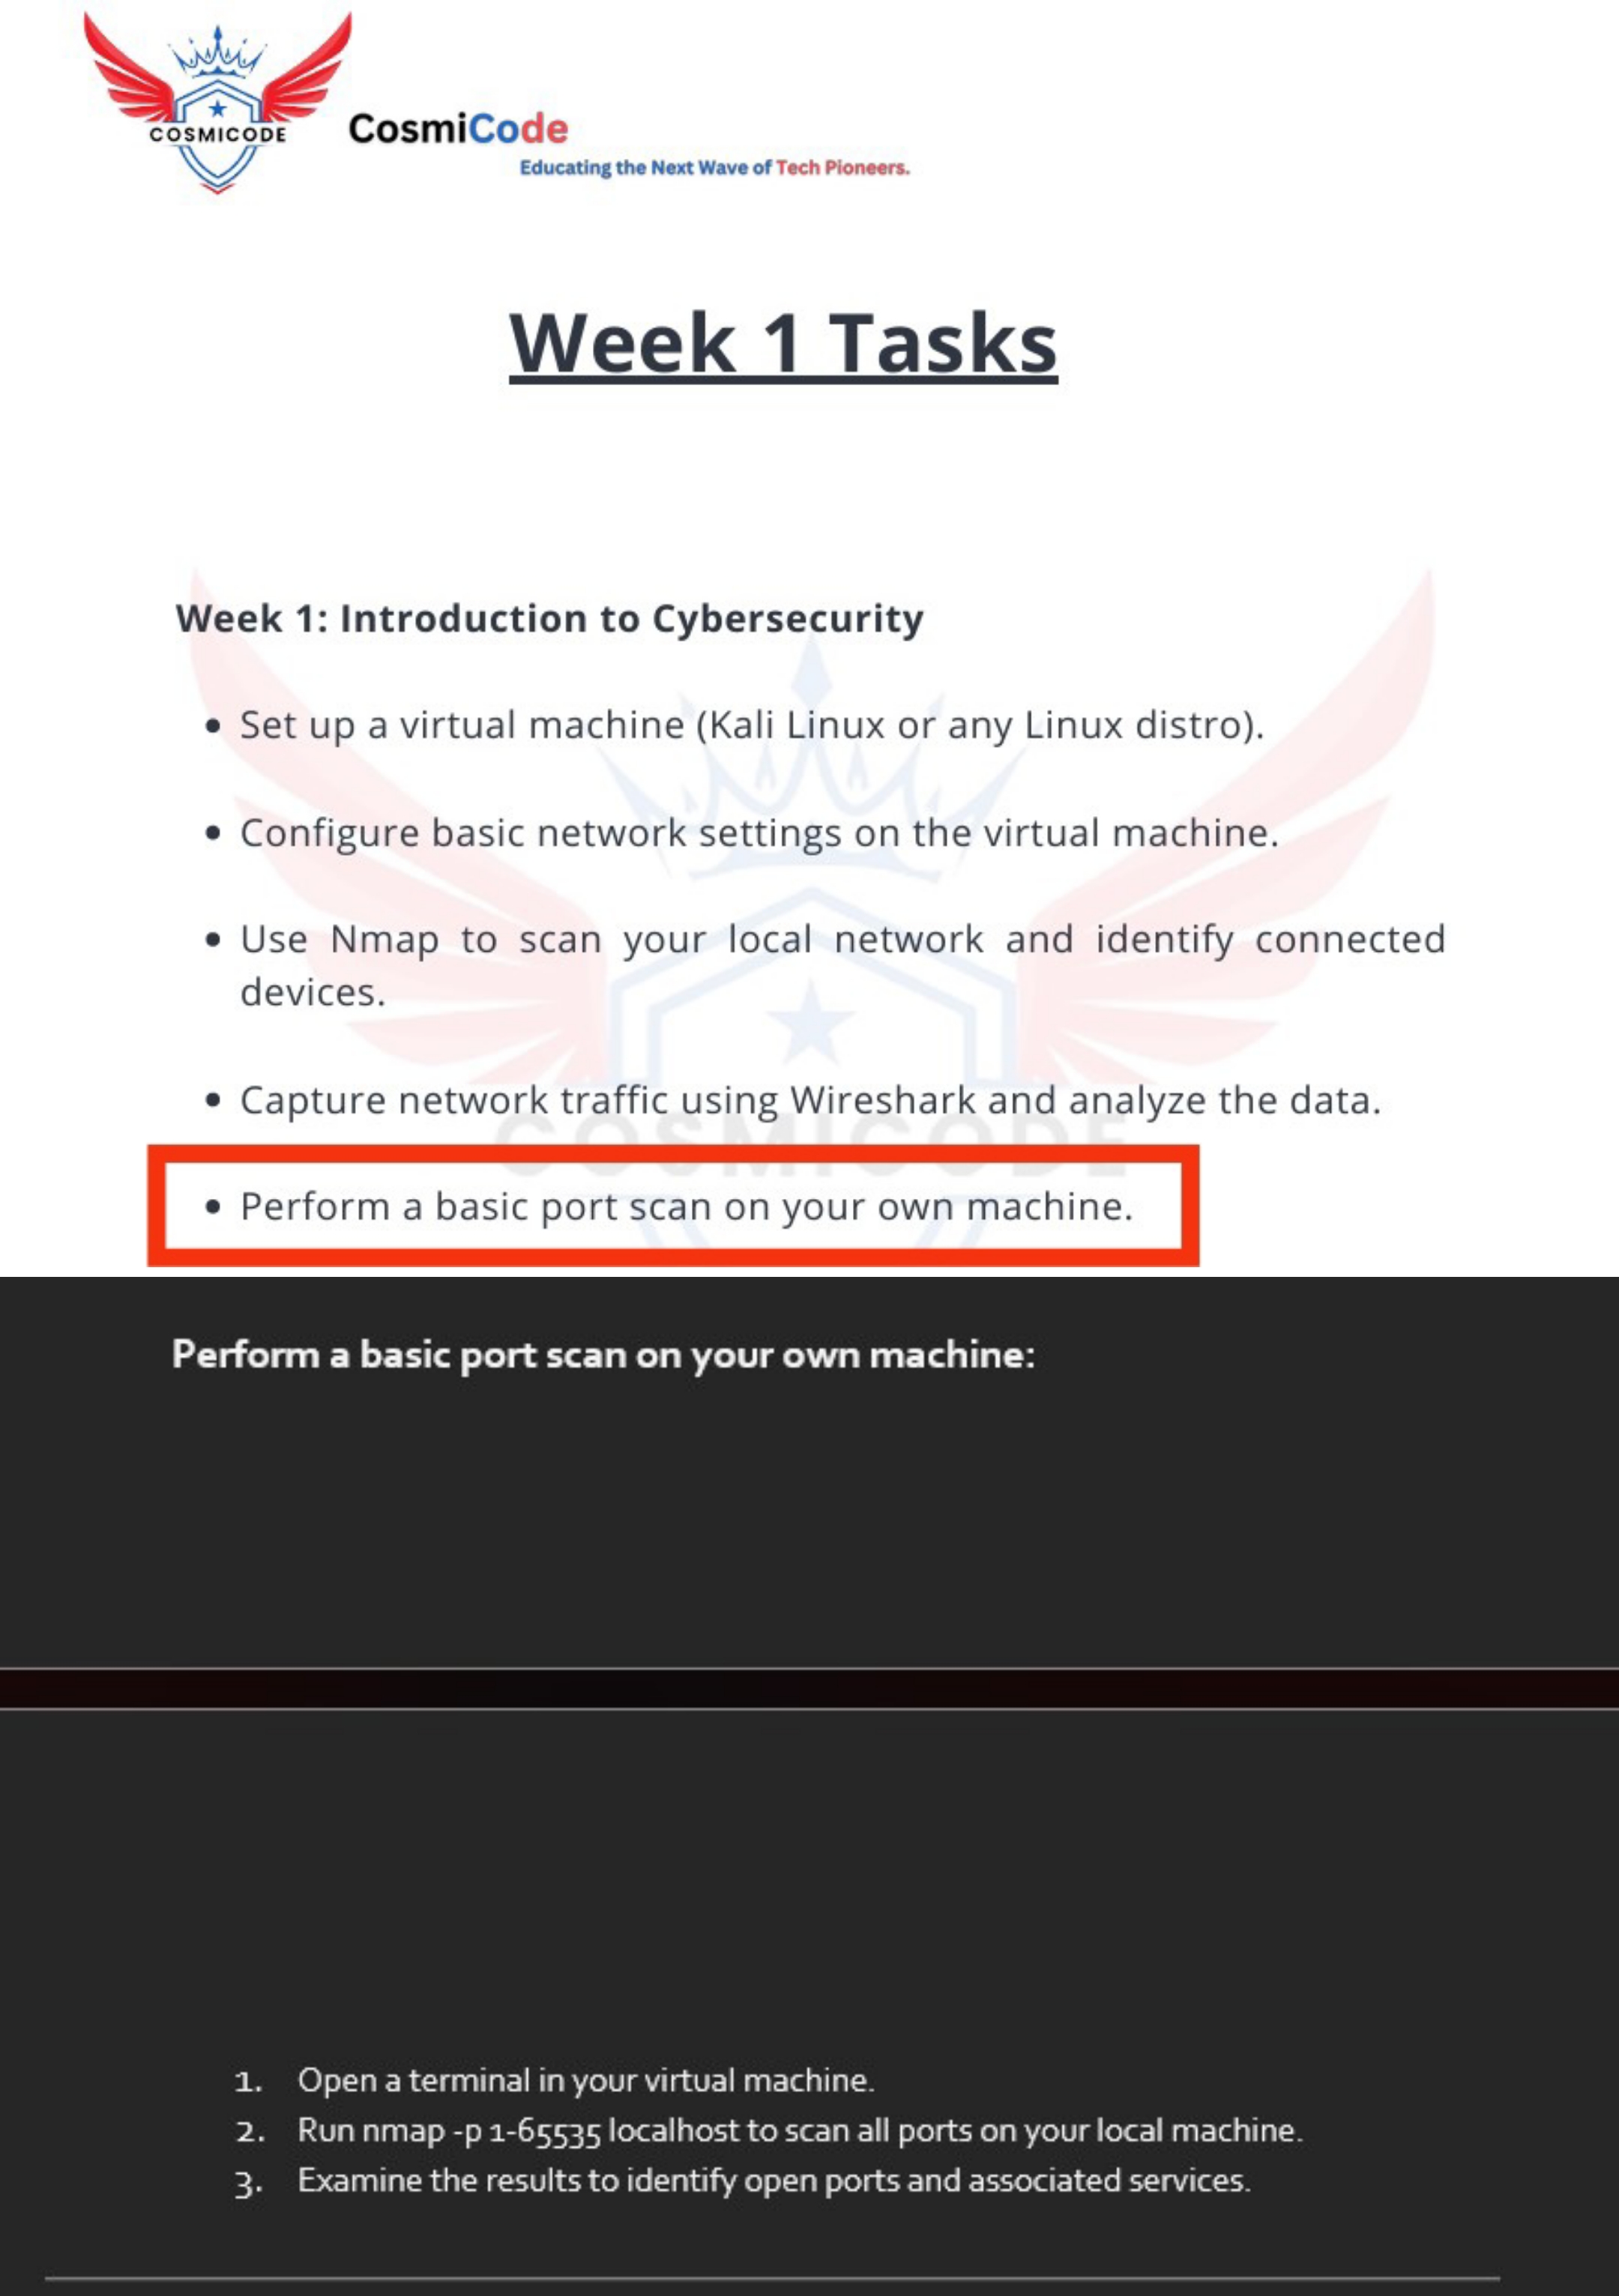 COSMICODE
CosmiCode
Educating the Next Wave of Tech Pioneers.
Week 1 Tasks
Week 1: Introduction to Cybersecurity
• Set up a virtual machine (Kali Linux or any Linux distro).
• Configure basic network settings on the virtual machine.
• Use Nmap to scan your local network and identify connected
devices.
• Capture network traffic using Wireshark and analyze the data.
COSMICODE
• Perform a basic port scan on your own machine.
Perform a basic port scan on your own machine:
1. Open a terminal in your virtual machine.
2. Run nmap -p 1-65535 localhost to scan all ports on your local machine.
3. Examine the results to identify open ports and associated services.